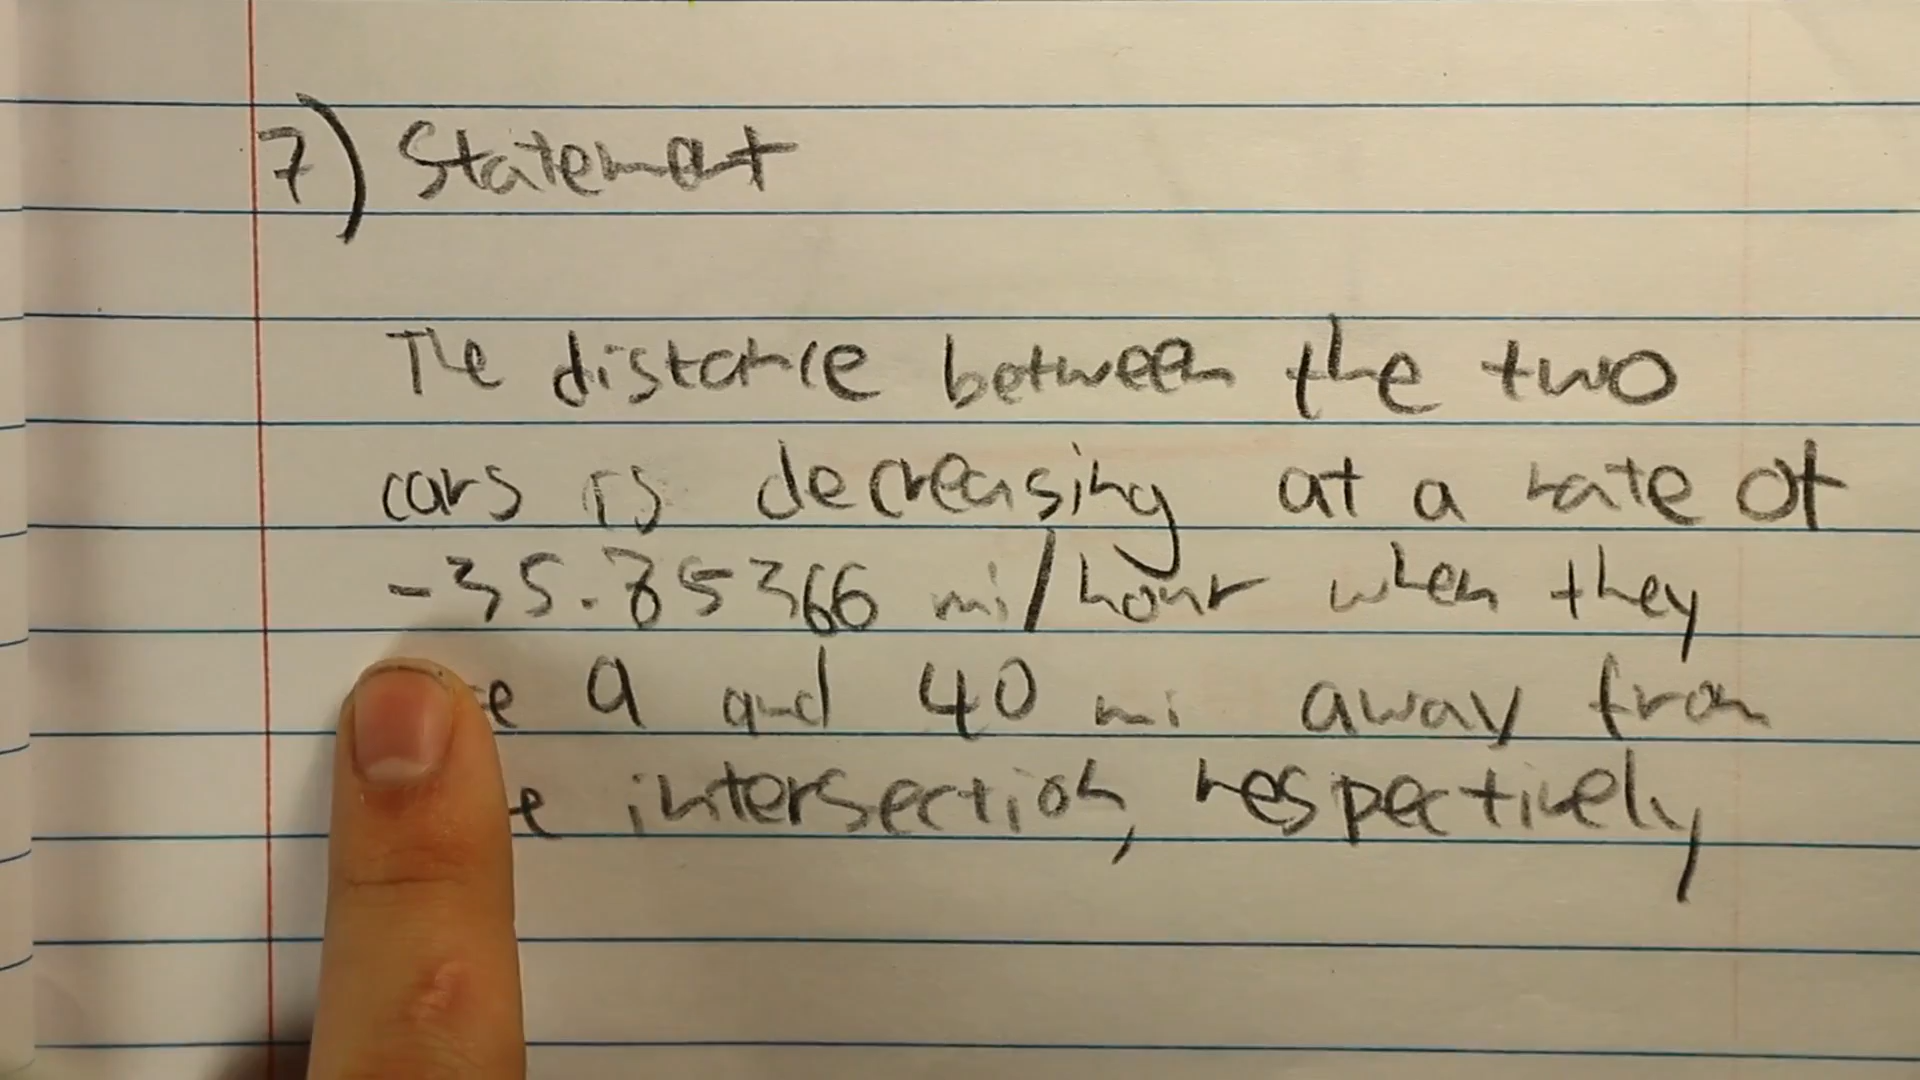 7) Statement
The distance between the two
cars is decreasing at a rate of
-35.85366 mi/hour when they
e 9 and 40 mi away from
e intersection, respectively